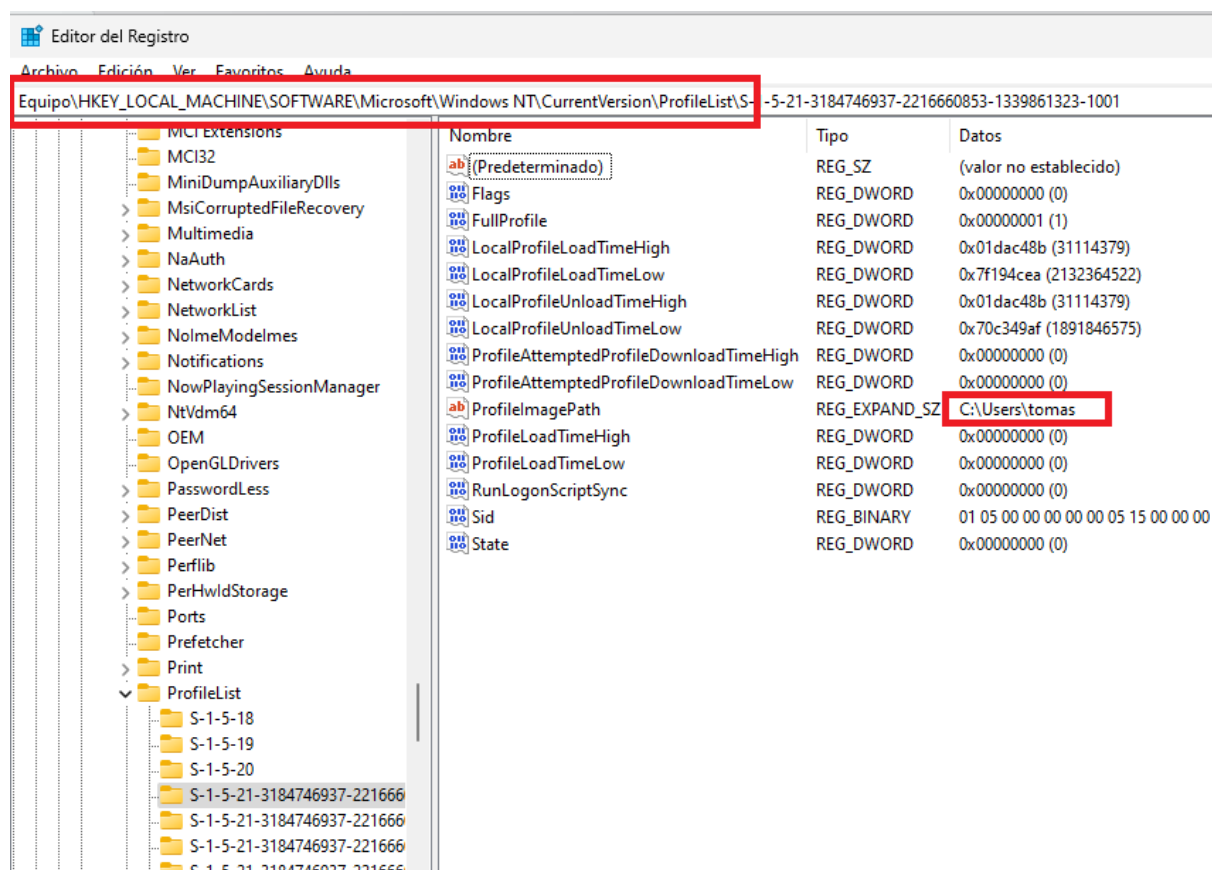 Editor del Registro
Archivo Edición Ver Favoritos Ayuda
Equipo\HKEY_LOCAL_MACHINE\SOFTWARE\Microsoft\Windows NT\CurrentVersion\ProfileList\S-1-5-21-3184746937-2216660853-1339861323-1001
MCI Extensions
MCI32
MiniDumpAuxiliaryDlls
MsiCorruptedFileRecovery
Multimedia
NaAuth
NetworkCards
NetworkList
NoImeModeImes
Notifications
NowPlayingSessionManager
NtVdm64
OEM
OpenGLDrivers
PasswordLess
PeerDist
PeerNet
Perflib
PerHwIdStorage
Ports
Prefetcher
Print
ProfileList
S-1-5-18
S-1-5-19
S-1-5-20
S-1-5-21-3184746937-221666
S-1-5-21-3184746937-221666
S-1-5-21-3184746937-221666
S-1-5-21-3184746937-221666
Nombre Tipo Datos
(Predeterminado) REG_SZ (valor no establecido)
Flags REG_DWORD 0x00000000 (0)
FullProfile REG_DWORD 0x00000001 (1)
LocalProfileLoadTimeHigh REG_DWORD 0x01dac48b (31114379)
LocalProfileLoadTimeLow REG_DWORD 0x7f194cea (2132364522)
LocalProfileUnloadTimeHigh REG_DWORD 0x01dac48b (31114379)
LocalProfileUnloadTimeLow REG_DWORD 0x70c349af (1891846575)
ProfileAttemptedProfileDownloadTimeHigh REG_DWORD 0x00000000 (0)
ProfileAttemptedProfileDownloadTimeLow REG_DWORD 0x00000000 (0)
ProfileImagePath REG_EXPAND_SZ C:\Users\tomas
ProfileLoadTimeHigh REG_DWORD 0x00000000 (0)
ProfileLoadTimeLow REG_DWORD 0x00000000 (0)
RunLogonScriptSync REG_DWORD 0x00000000 (0)
Sid REG_BINARY 01 05 00 00 00 00 00 05 15 00 00 00
State REG_DWORD 0x00000000 (0)